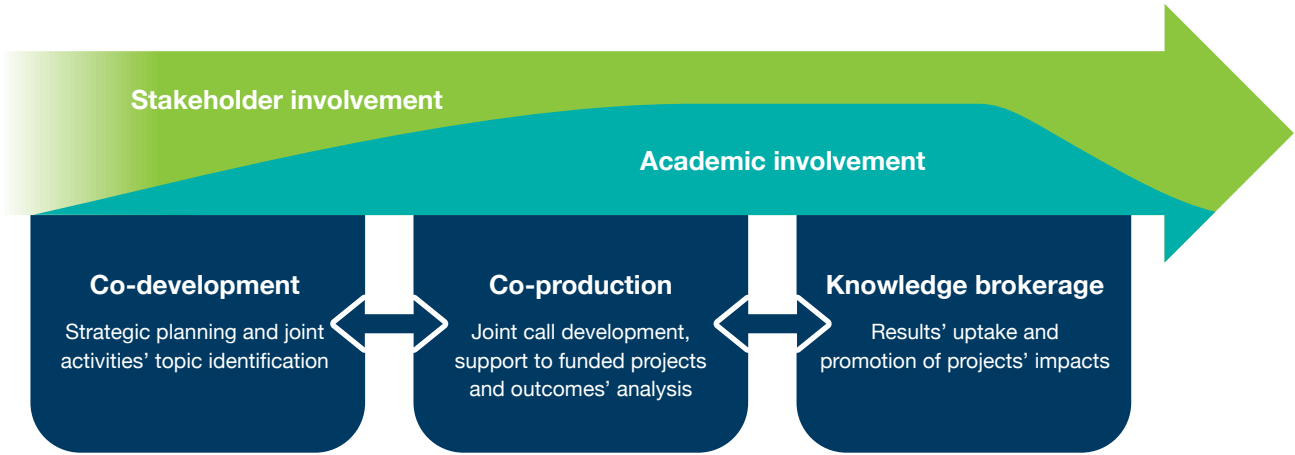 Stakeholder involvement
Academic involvement
Co-development
Strategic planning and joint
activities’ topic identification
Co-production
Joint call development,
support to funded projects
and outcomes’ analysis
Knowledge brokerage
Results’ uptake and
promotion of projects’ impacts